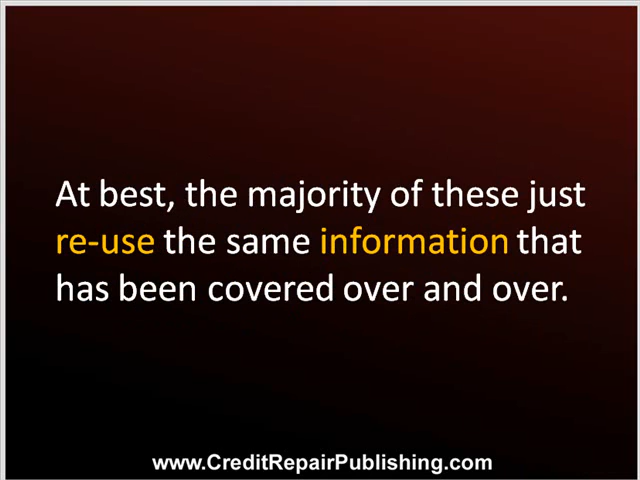 At best, the majority of these just
re-use the same information that
has been covered over and over.
www.CreditRepairPublishing.com